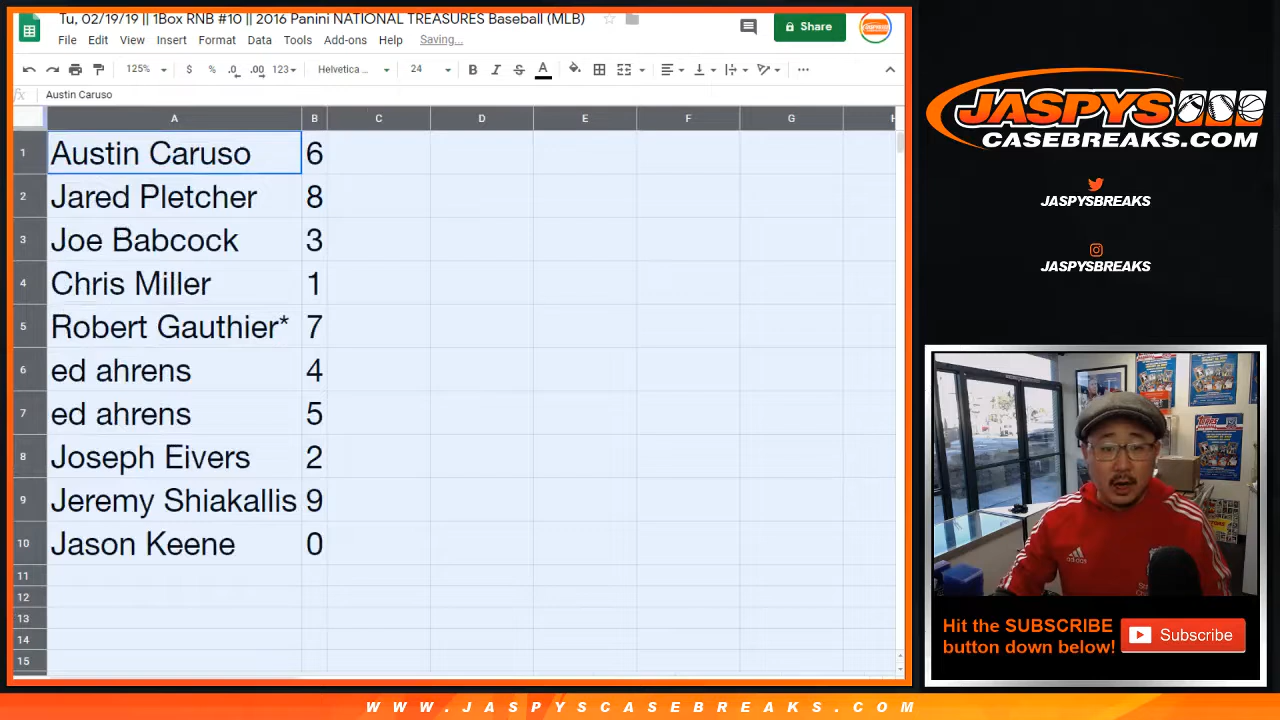 Tu, 02/19/19 || 1Box RNB #10 || 2016 Panini NATIONAL TREASURES Baseball (MLB)
File Edit View Insert Format Data Tools Add-ons Help Saving...
Share
125% $ % .0 .00 123 Helvetica ... 24 B I S A
fx Austin Caruso
A B C D E F G H
1 Austin Caruso 6
2 Jared Pletcher 8
3 Joe Babcock 3
4 Chris Miller 1
5 Robert Gauthier* 7
6 ed ahrens 4
7 ed ahrens 5
8 Joseph Eivers 2
9 Jeremy Shiakallis 9
10 Jason Keene 0
11
12
13
14
15
JASPYS
CASEBREAKS.COM
JASPYSBREAKS
JASPYSBREAKS
adidas
TOPPS
Hit the SUBSCRIBE
button down below!
Subscribe
WWW.JASPYSCASEBREAKS.COM